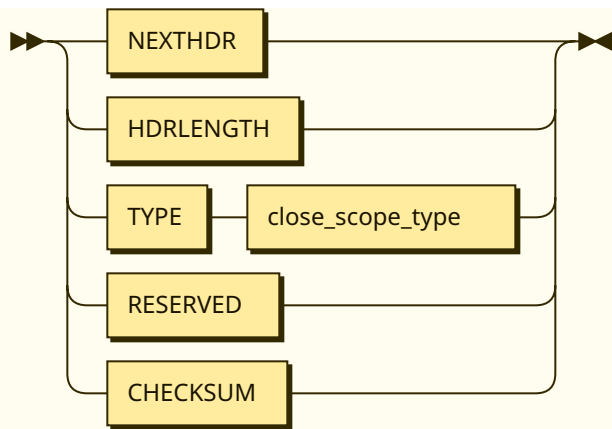 NEXTHDR
HDRLENGTH
TYPE close_scope_type
RESERVED
CHECKSUM